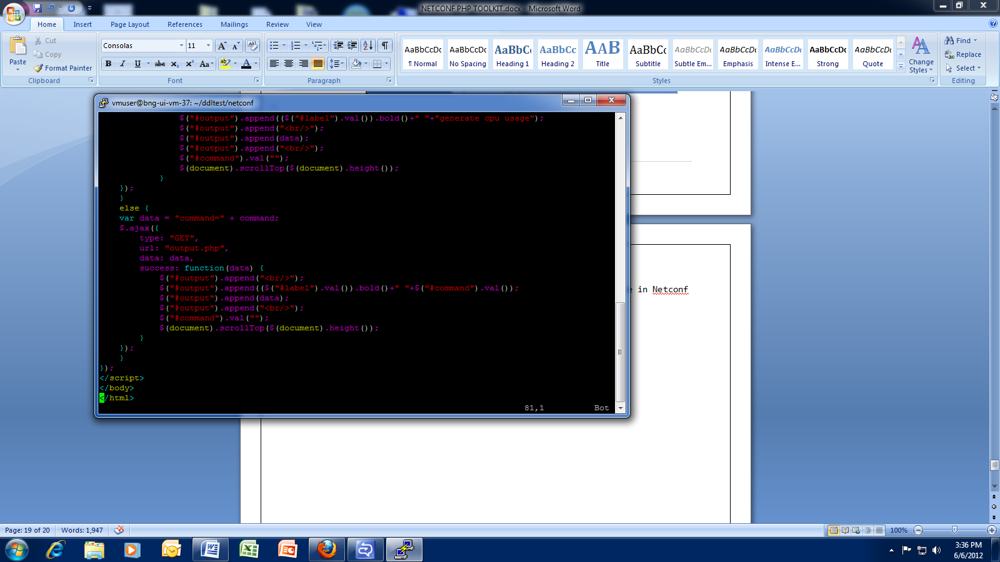 NETCONF PHP TOOLKIT.docx - Microsoft Word
Home Insert Page Layout References Mailings Review View
Paste
Cut
Copy
Format Painter
Clipboard
Consolas 11
Font
Paragraph
AaBbCcDc AaBbCcDc AaBbCc AaBbCc AaB AaBbCc AaBbCcDc AaBbCcDc AaBbCcDc AaBbCcDc AaBbCcDc
¶ Normal No Spacing Heading 1 Heading 2 Title Subtitle Subtle Em... Emphasis Intense E... Strong Quote
Change Styles
Styles
Find
Replace
Select
Editing
vmuser@bng-ui-vm-37: ~/ddltest/netconf
$("#output").append(($("#label").val()).bold()+" "+"generate cpu usage");
$("#output").append("<br/>");
$("#output").append(data);
$("#output").append("<br/>");
$("#command").val("");
$(document).scrollTop($(document).height());
}
});
}
else {
var data = "command=" + command;
$.ajax({
type: "GET",
url: "output.php",
data: data,
success: function(data) {
$("#output").append("<br/>");
$("#output").append(($("#label").val()).bold()+" "+$("#command").val());
$("#output").append(data);
$("#output").append("<br/>");
$("#command").val("");
$(document).scrollTop($(document).height());
}
});
}
});
</script>
</body>
</html>
81,1 Bot
e in Netconf
Page: 19 of 20 Words: 1,947
100%
3:36 PM
6/6/2012